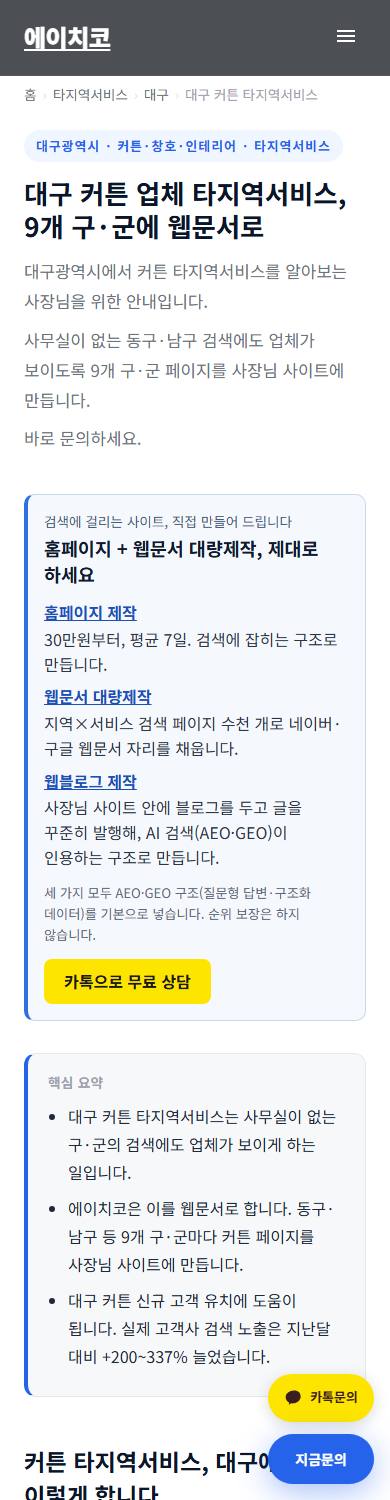 에이치코
홈 › 타지역서비스 › 대구 › 대구 커튼 타지역서비스
대구광역시 · 커튼·창호·인테리어 · 타지역서비스
대구 커튼 업체 타지역서비스,
9개 구·군에 웹문서로
대구광역시에서 커튼 타지역서비스를 알아보는
사장님을 위한 안내입니다.
사무실이 없는 동구·남구 검색에도 업체가
보이도록 9개 구·군 페이지를 사장님 사이트에
만듭니다.
바로 문의하세요.
검색에 걸리는 사이트, 직접 만들어 드립니다
홈페이지 + 웹문서 대량제작, 제대로
하세요
홈페이지 제작
30만원부터, 평균 7일. 검색에 잡히는 구조로
만듭니다.
웹문서 대량제작
지역×서비스 검색 페이지 수천 개로 네이버·
구글 웹문서 자리를 채웁니다.
웹블로그 제작
사장님 사이트 안에 블로그를 두고 글을
꾸준히 발행해, AI 검색(AEO·GEO)이
인용하는 구조로 만듭니다.
세 가지 모두 AEO·GEO 구조(질문형 답변·구조화
데이터)를 기본으로 넣습니다. 순위 보장은 하지
않습니다.
카톡으로 무료 상담
핵심 요약
• 대구 커튼 타지역서비스는 사무실이 없는
구·군의 검색에도 업체가 보이게 하는
일입니다.
• 에이치코은 이를 웹문서로 합니다. 동구·
남구 등 9개 구·군마다 커튼 페이지를
사장님 사이트에 만듭니다.
• 대구 커튼 신규 고객 유치에 도움이
됩니다. 실제 고객사 검색 노출은 지난달
대비 +200~337% 늘었습니다.
카톡문의
커튼 타지역서비스, 대구에
지금문의
이렇게 합니다